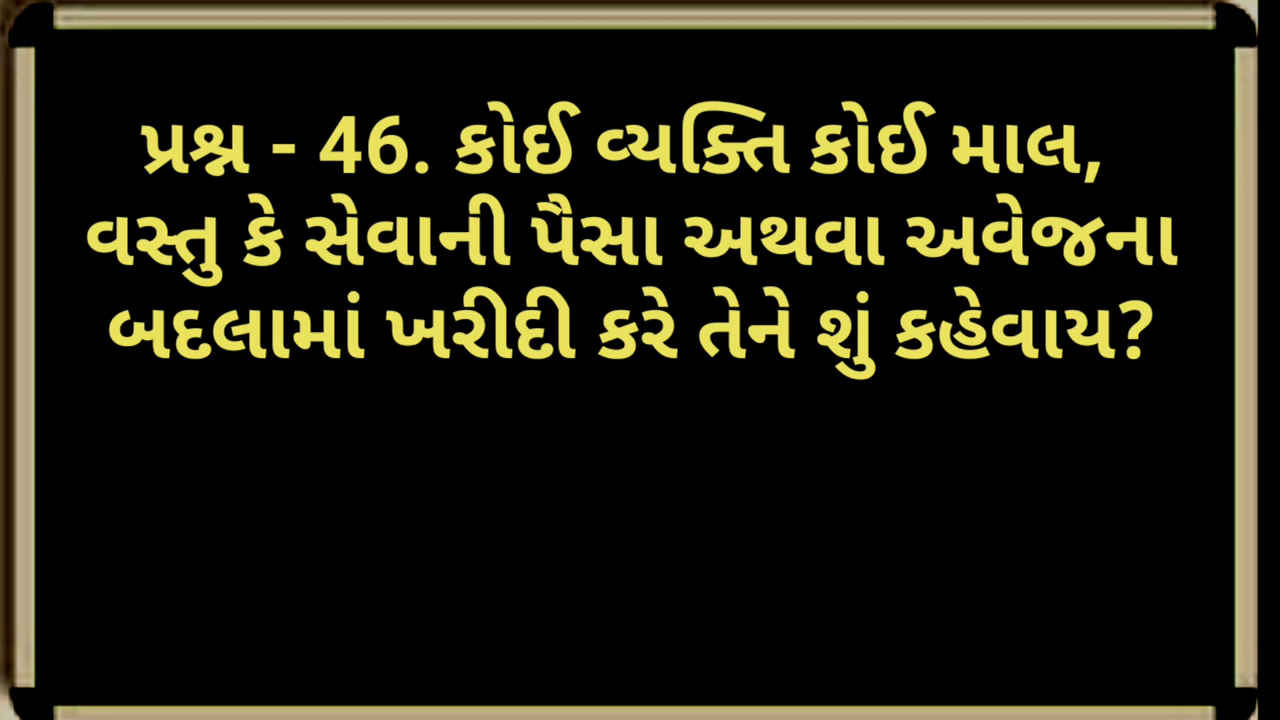 પ્રશ્ન - 46. કોઈ વ્યક્તિ કોઈ માલ,
વસ્તુ કે સેવાની પૈસા અથવા અવેજના
બદલામાં ખરીદી કરે તેને શું કહેવાય?